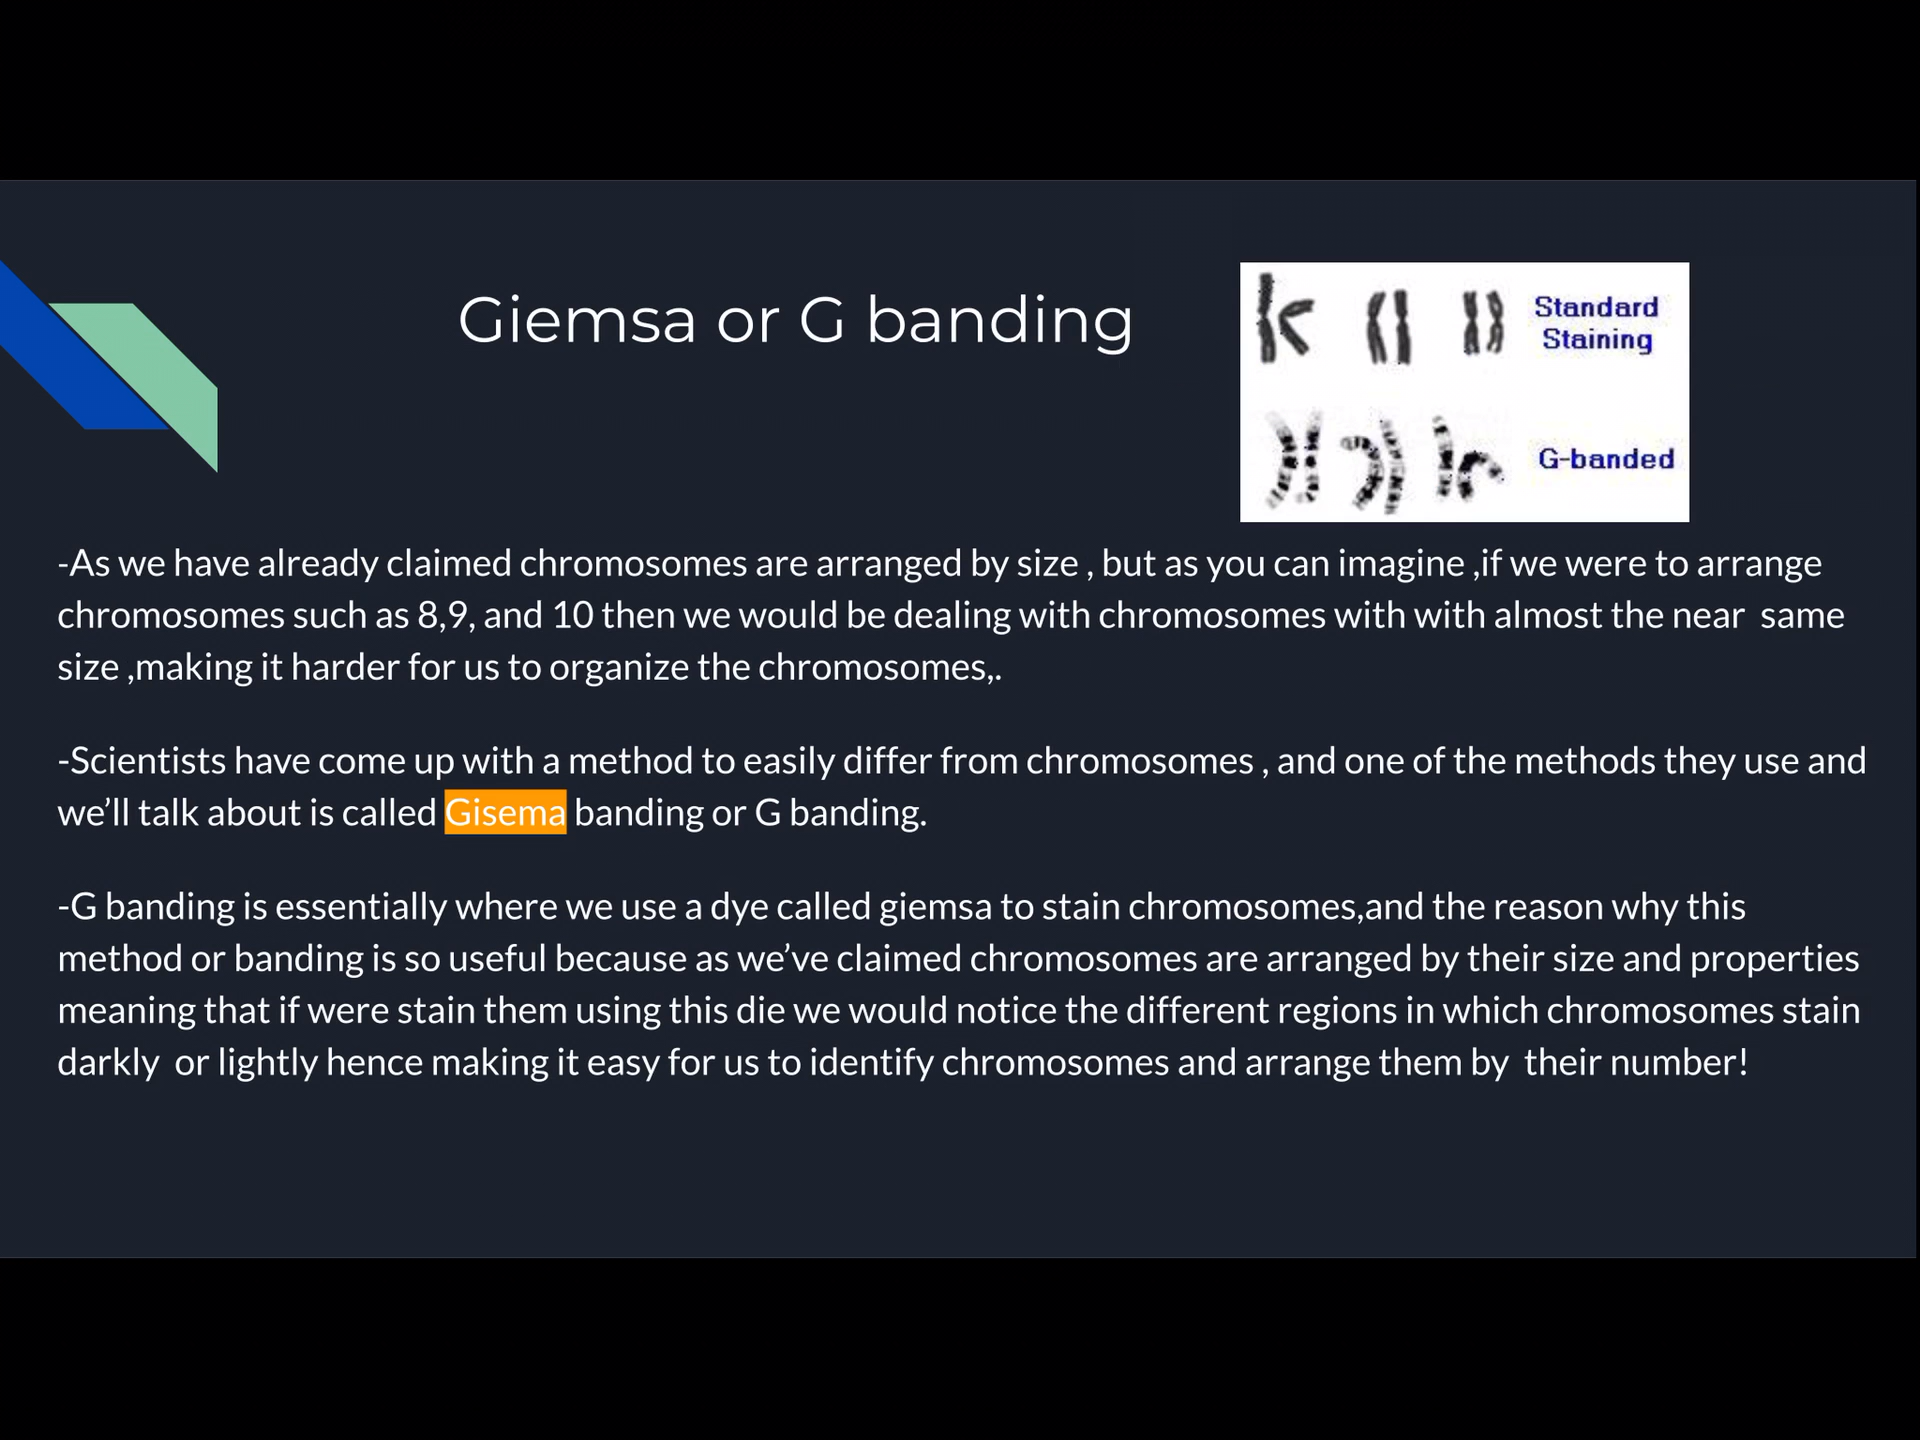 Giemsa or G banding
Standard
Staining
G-banded
-As we have already claimed chromosomes are arranged by size , but as you can imagine ,if we were to arrange
chromosomes such as 8,9, and 10 then we would be dealing with chromosomes with with almost the near  same
size ,making it harder for us to organize the chromosomes,.
-Scientists have come up with a method to easily differ from chromosomes , and one of the methods they use and
we’ll talk about is called Gisema banding or G banding.
-G banding is essentially where we use a dye called giemsa to stain chromosomes,and the reason why this
method or banding is so useful because as we’ve claimed chromosomes are arranged by their size and properties
meaning that if were stain them using this die we would notice the different regions in which chromosomes stain
darkly  or lightly hence making it easy for us to identify chromosomes and arrange them by  their number!